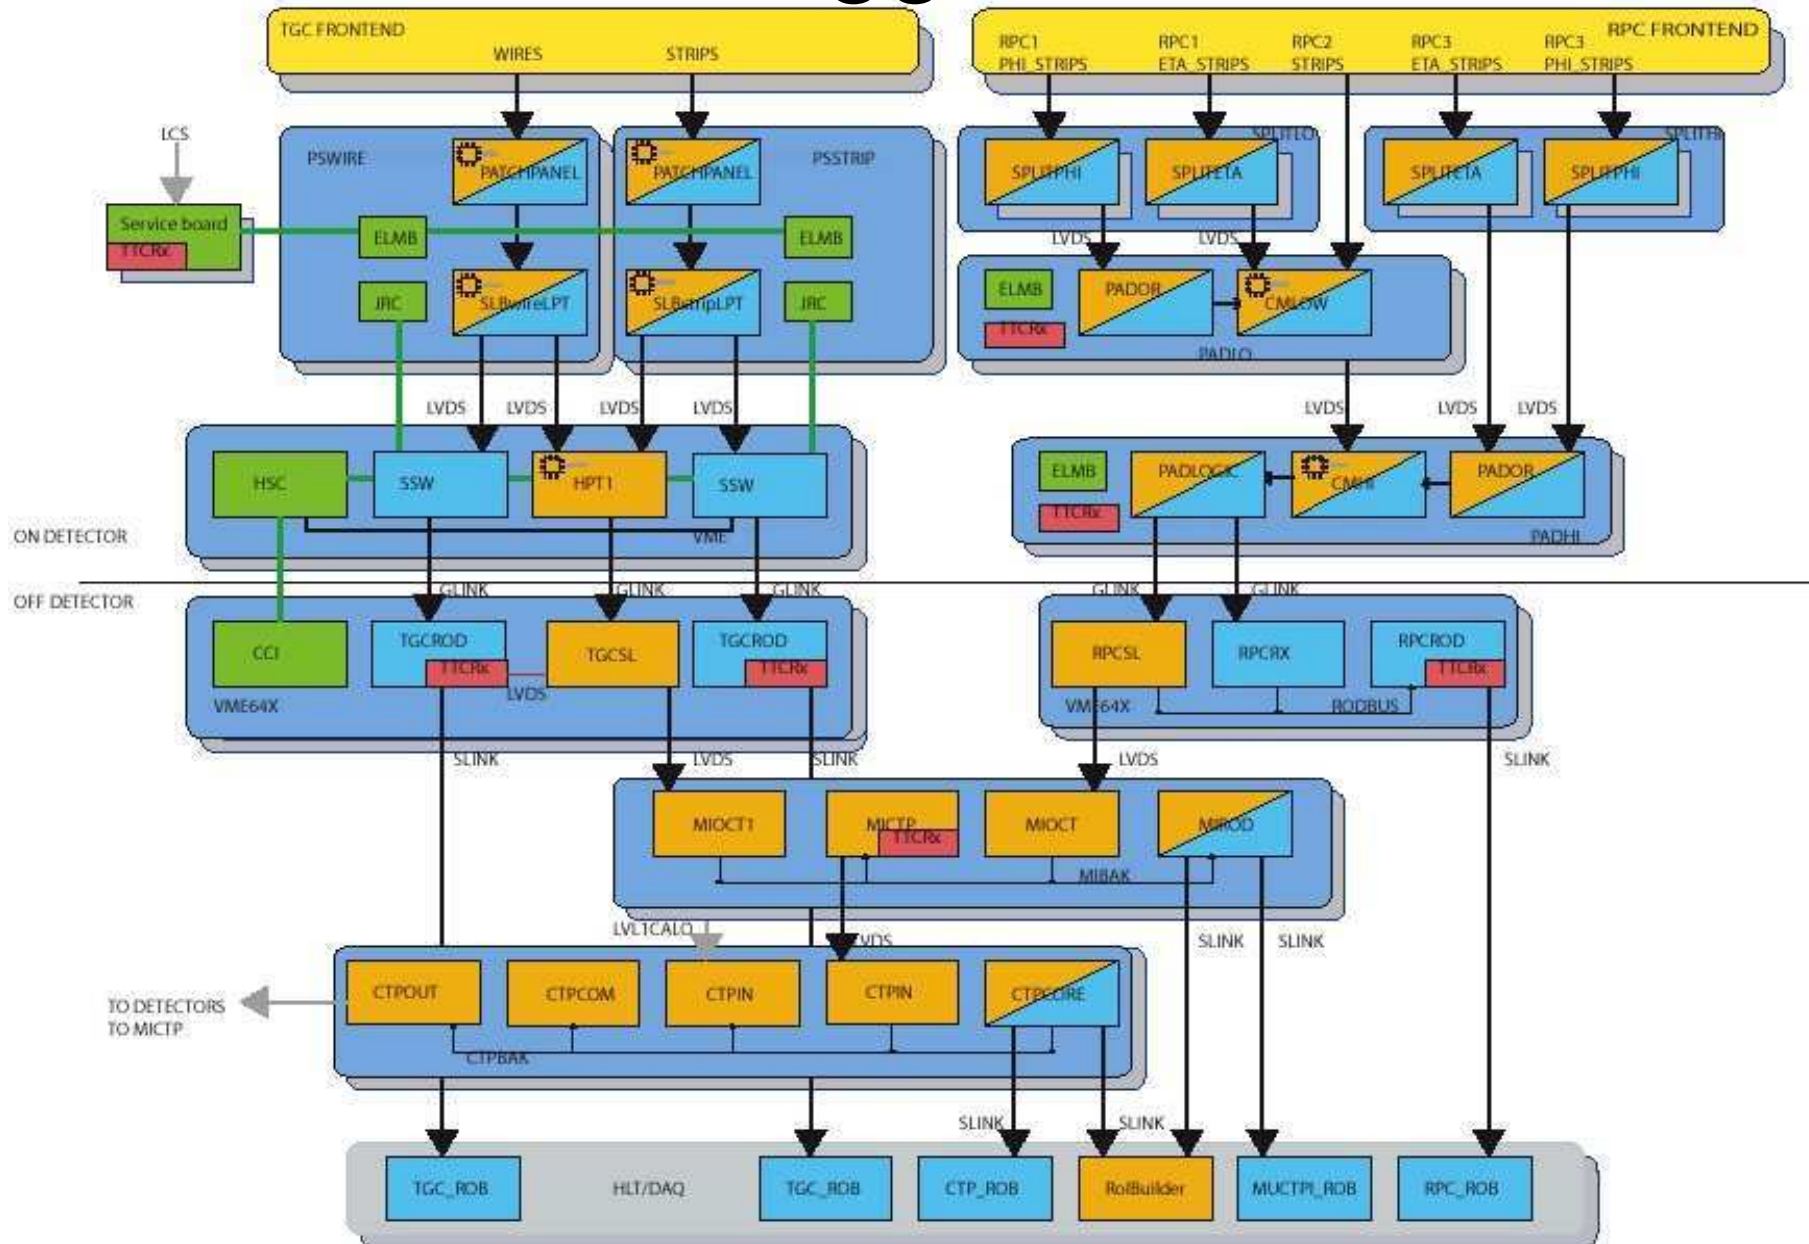 TGC FRONTEND
WIRES
STRIPS
RPC1
PHI_STRIPS
RPC1
ETA_STRIPS
RPC2
STRIPS
RPC3
ETA_STRIPS
RPC3
PHI_STRIPS
RPC FRONTEND
LCS
PSWIRE
PATCHPANEL
PATCHPANEL
PSSTRIP
SPLITLO
SPLITPHI
SPLITETA
SPLITHI
SPLITETA
SPLITPHI
Service board
TTCRx
ELMB
ELMB
LVDS
LVDS
JRC
SLBwireLPT
SLBstripLPT
JRC
ELMB
TTCRx
PADOR
CMLOW
PADLO
LVDS
LVDS
LVDS
LVDS
LVDS
LVDS
LVDS
HSC
SSW
HPT1
SSW
VME
ELMB
TTCRx
PADLOGIC
CMHI
PADOR
PADHI
ON DETECTOR
OFF DETECTOR
GLINK
GLINK
GLINK
GLINK
GLINK
CCI
TGCROD
TTCRx
LVDS
TGCSL
TGCROD
TTCRx
VME64X
RPCSL
RPCRX
RPCROD
TTCRx
VME64X
RODBUS
SLINK
LVDS
SLINK
LVDS
SLINK
MIOCT1
MICTP
TTCRx
MIOCT
MIROD
MIBAK
LVL1CALO
LVDS
SLINK
SLINK
TO DETECTORS
TO MICTP
CTPOUT
CTPCOM
CTPIN
CTPIN
CTPCORE
CTPBAK
SLINK
SLINK
TGC_ROB
HLT/DAQ
TGC_ROB
CTP_ROB
RoIBuilder
MUCTPI_ROB
RPC_ROB